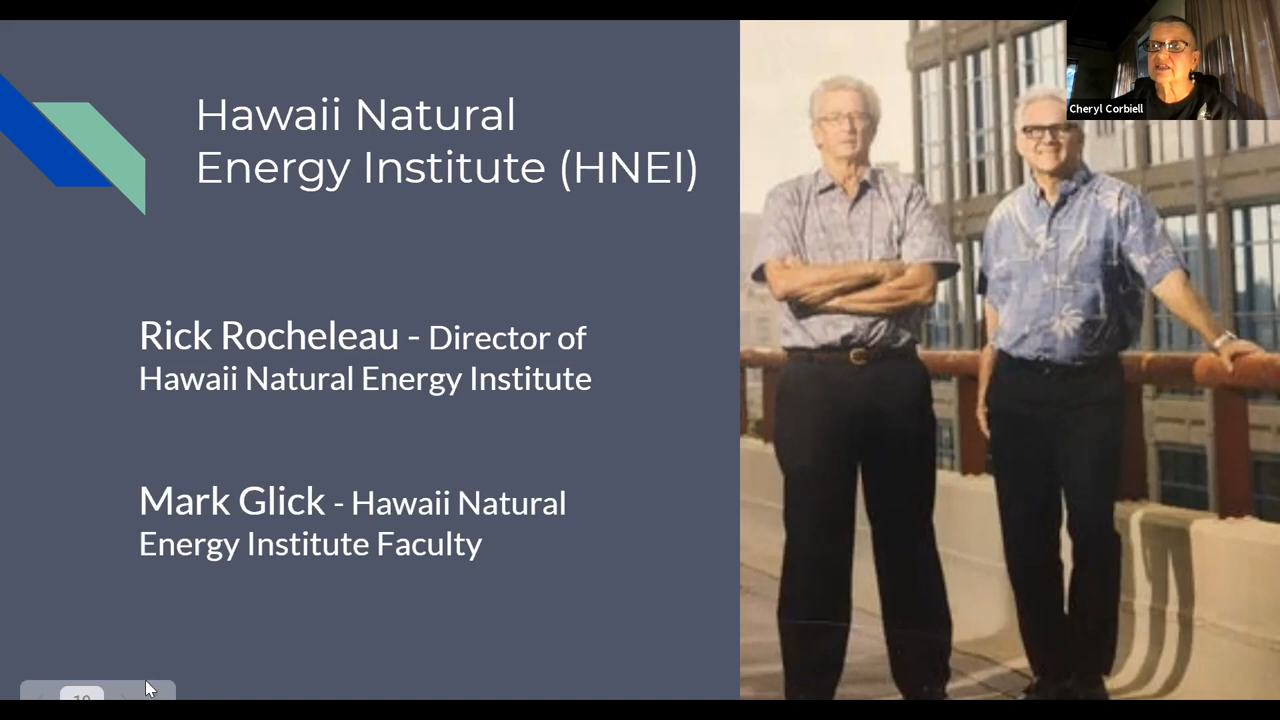 Hawaii Natural
Energy Institute (HNEI)
Cheryl Corbiell
Rick Rocheleau - Director of
Hawaii Natural Energy Institute
Mark Glick - Hawaii Natural
Energy Institute Faculty